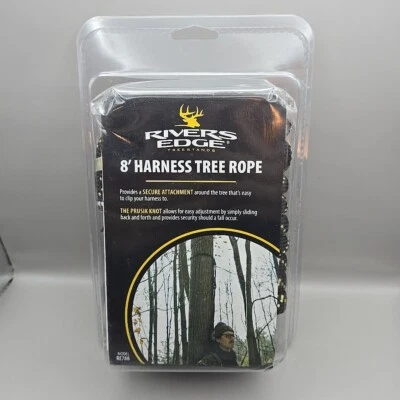 RIVERS
EDGE®
TREESTANDS
8' HARNESS TREE ROPE
Provides a SECURE ATTACHMENT around the tree that's easy
to clip your harness to.
THE PRUSIK KNOT allows for easy adjustment by simply sliding
back and forth and provides security should a fall occur.
MODEL
RE766